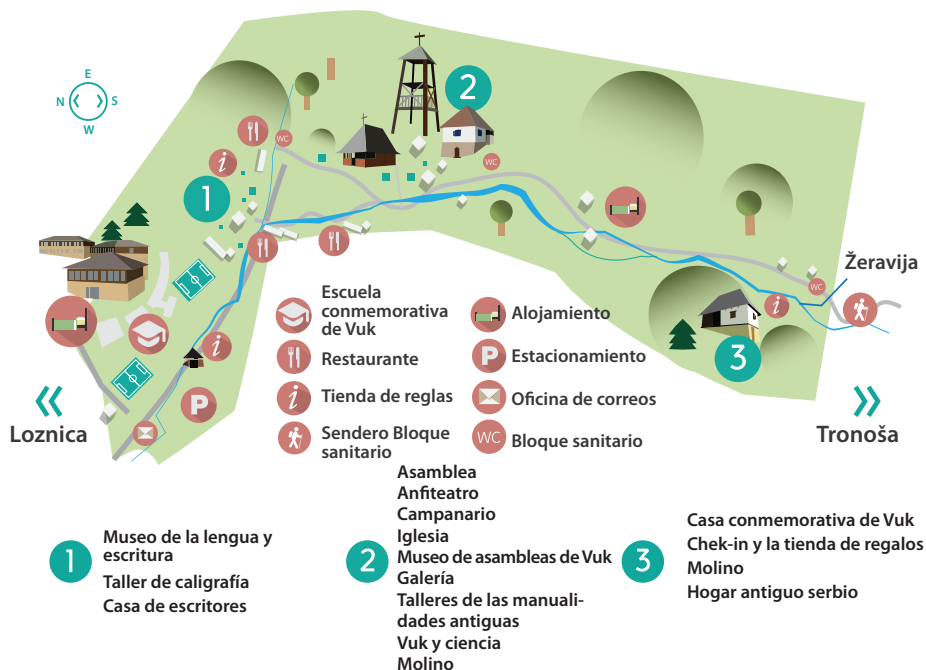 E
N
S
W
2
WC
WC
1
Žeravija
WC
3
Loznica
P
Tronoša
Escuela
conmemorativa
de Vuk
Restaurante
Tienda de reglas
Sendero Bloque
sanitario
Alojamiento
P
Estacionamiento
Oficina de correos
WC
Bloque sanitario
1
Museo de la lengua y
escritura
Taller de caligrafía
Casa de escritores
2
Asamblea
Anfiteatro
Campanario
Iglesia
Museo de asambleas de Vuk
Galería
Talleres de las manuali-
dades antiguas
Vuk y ciencia
Molino
3
Casa conmemorativa de Vuk
Chek-in y la tienda de regalos
Molino
Hogar antiguo serbio